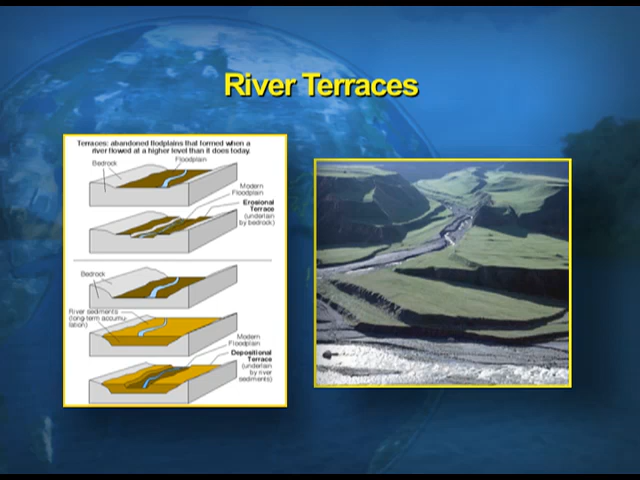 River Terraces
Terraces: abandoned flodplains that formed when a
river flowed at a higher level than it does today.
Bedrock
Floodplain
Modern
Floodplain
Erosional
Terrace
(underlain
by bedrock)
Bedrock
River sediments
(long-term accumu-
lation)
Modern
Floodplain
Depositional
Terrace
(underlain
by river
sediments)